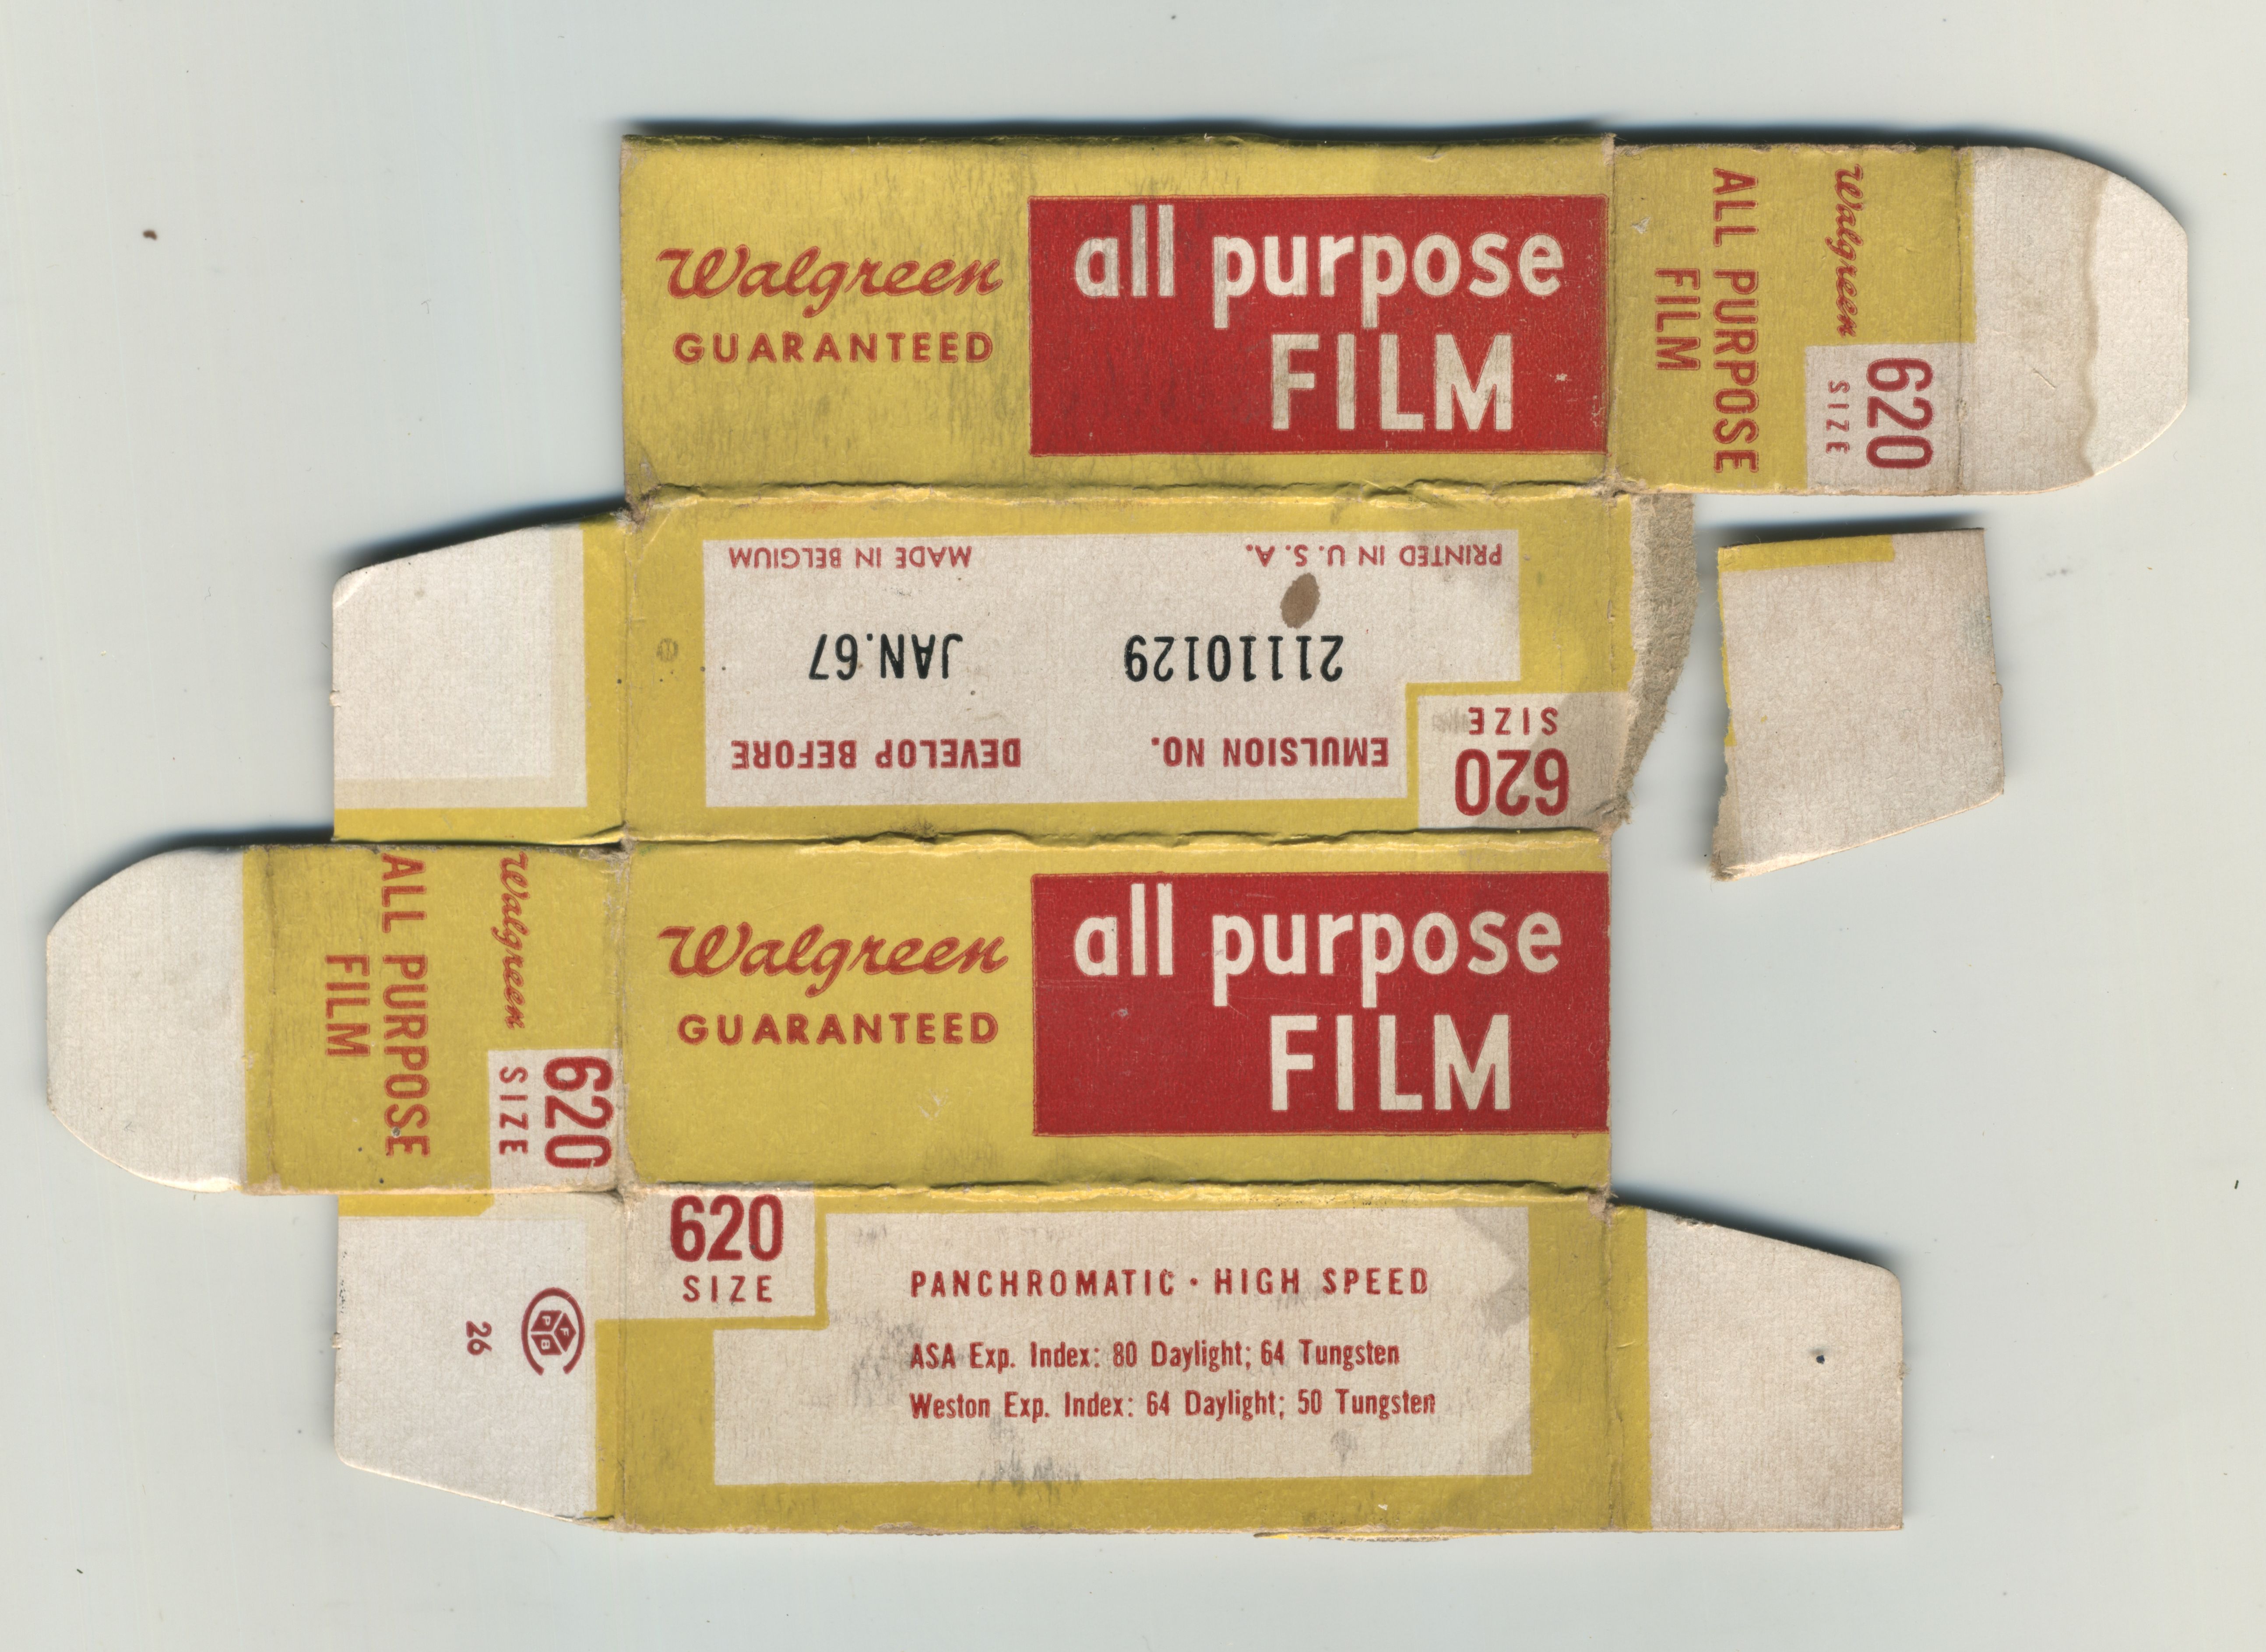 Walgreen
GUARANTEED
all purpose
FILM
Walgreen
ALL PURPOSE
FILM
620
SIZE
620
SIZE
EMULSION NO.
DEVELOP BEFORE
21110129
JAN.67
PRINTED IN U.S.A.
MADE IN BELGIUM
Walgreen
ALL PURPOSE
FILM
620
SIZE
Walgreen
GUARANTEED
all purpose
FILM
620
SIZE
PANCHROMATIC · HIGH SPEED
ASA Exp. Index: 80 Daylight; 64 Tungsten
Weston Exp. Index: 64 Daylight; 50 Tungsten
26